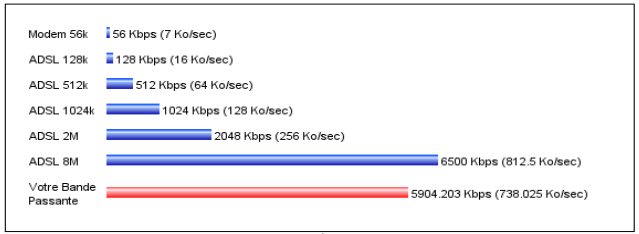 Modem 56k 56 Kbps (7 Ko/sec)
ADSL 128k 128 Kbps (16 Ko/sec)
ADSL 512k 512 Kbps (64 Ko/sec)
ADSL 1024k 1024 Kbps (128 Ko/sec)
ADSL 2M 2048 Kbps (256 Ko/sec)
ADSL 8M 6500 Kbps (812.5 Ko/sec)
Votre Bande
Passante 5904.203 Kbps (738.025 Ko/sec)